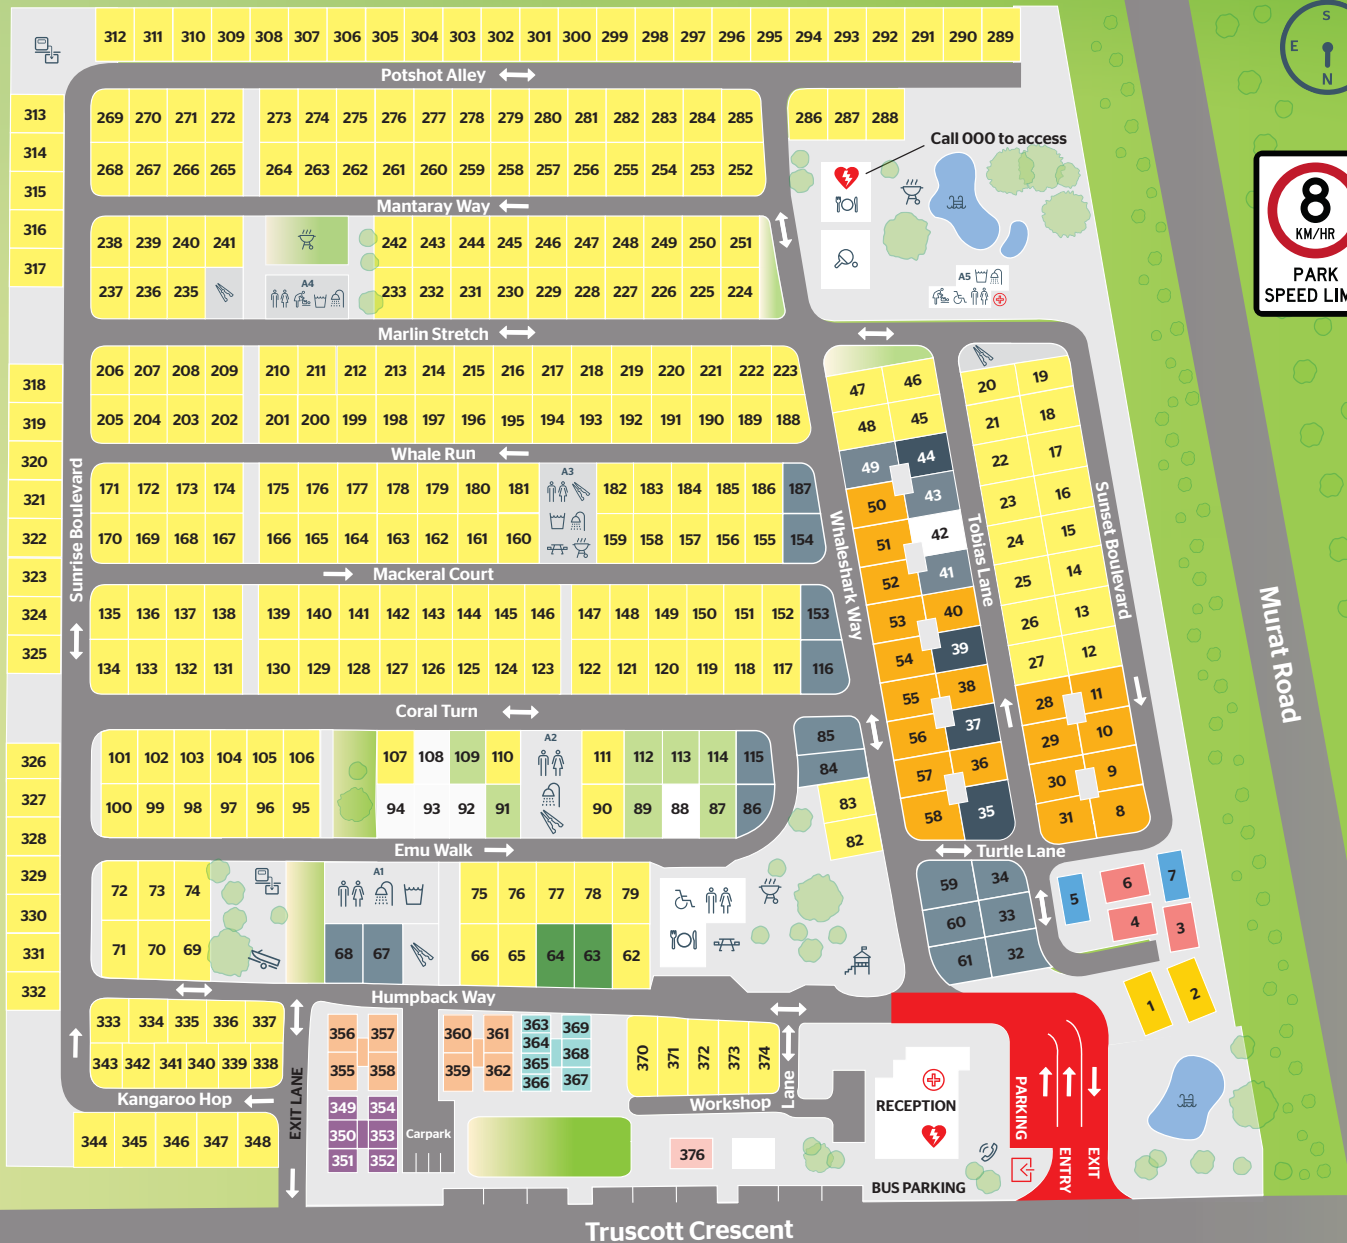 312 311 310 309 308 307 306 305 304 303 302 301 300 299 298 297 296 295 294 293 292 291 290 289
S
E
N
Potshot Alley
313
269 270 271 272 273 274 275 276 277 278 279 280 281 282 283 284 285 286 287 288
Call 000 to access
314
268 267 266 265 264 263 262 261 260 259 258 257 256 255 254 253 252
315
Mantaray Way
8
KM/HR
PARK
SPEED LIM
316
238 239 240 241 242 243 244 245 246 247 248 249 250 251
317
A4
A5
237 236 235 233 232 231 230 229 228 227 226 225 224
Marlin Stretch
318
206 207 208 209 210 211 212 213 214 215 216 217 218 219 220 221 222 223
319
205 204 203 202 201 200 199 198 197 196 195 194 193 192 191 190 189 188
Whale Run
320
321
171 172 173 174 175 176 177 178 179 180 181 A3 182 183 184 185 186 187
322
170 169 168 167 166 165 164 163 162 161 160 159 158 157 156 155 154
Sunrise Boulevard
Mackeral Court
323
324
135 136 137 138 139 140 141 142 143 144 145 146 147 148 149 150 151 152 153
325
134 133 132 131 130 129 128 127 126 125 124 123 122 121 120 119 118 117 116
Coral Turn
47 46
48 45
49 44
50 43
51 42
52 41
53 40
54 39
55 38
56 37
57 36
58 35
Whaleshark Way
Tobias Lane
20 19
21 18
22 17
23 16
24 15
25 14
26 13
27 12
28 11
29 10
30 9
31 8
Sunset Boulevard
Murat Road
326
101 102 103 104 105 106 107 108 109 110 A2 111 112 113 114 115
85
84
83
82
327
100 99 98 97 96 95 94 93 92 91 90 89 88 87 86
328
Emu Walk
Turtle Lane
329
72 73 74 A1 75 76 77 78 79
330
331
71 70 69 68 67 66 65 64 63 62
332
59 34
60 33
61 32
5 6 7
4 3
1 2
Humpback Way
333 334 335 336 337
343 342 341 340 339 338
Kangaroo Hop
344 345 346 347 348
EXIT LANE
356 357
355 358
349 354
350 353
351 352
Carpark
360 361
359 362
363 369
364
368
365
366 367
370 371 372 373 374
Workshop
Lane
376
RECEPTION
BUS PARKING
PARKING
ENTRY
EXIT
Truscott Crescent